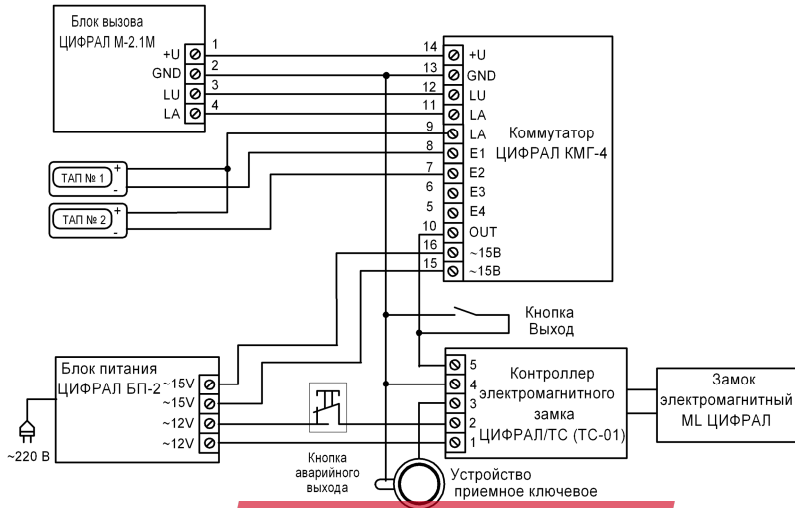 Блок вызова
ЦИФРАЛ М-2.1М
+U
GND
LU
LA
1
2
3
4
14
13
12
11
9
8
7
6
5
10
16
15
+U
GND
LU
LA
LA
E1
E2
E3
E4
OUT
~15В
~15В
Коммутатор
ЦИФРАЛ КМГ-4
ТАП № 1
+
-
ТАП № 2
+
-
Кнопка
Выход
Блок питания
ЦИФРАЛ БП-2
~15V
~15V
~12V
~12V
~220 В
Кнопка
аварийного
выхода
5
4
3
2
1
Контроллер
электромагнитного
замка
ЦИФРАЛ/ТС (ТС-01)
Замок
электромагнитный
ML ЦИФРАЛ
Устройство
приемное ключевое